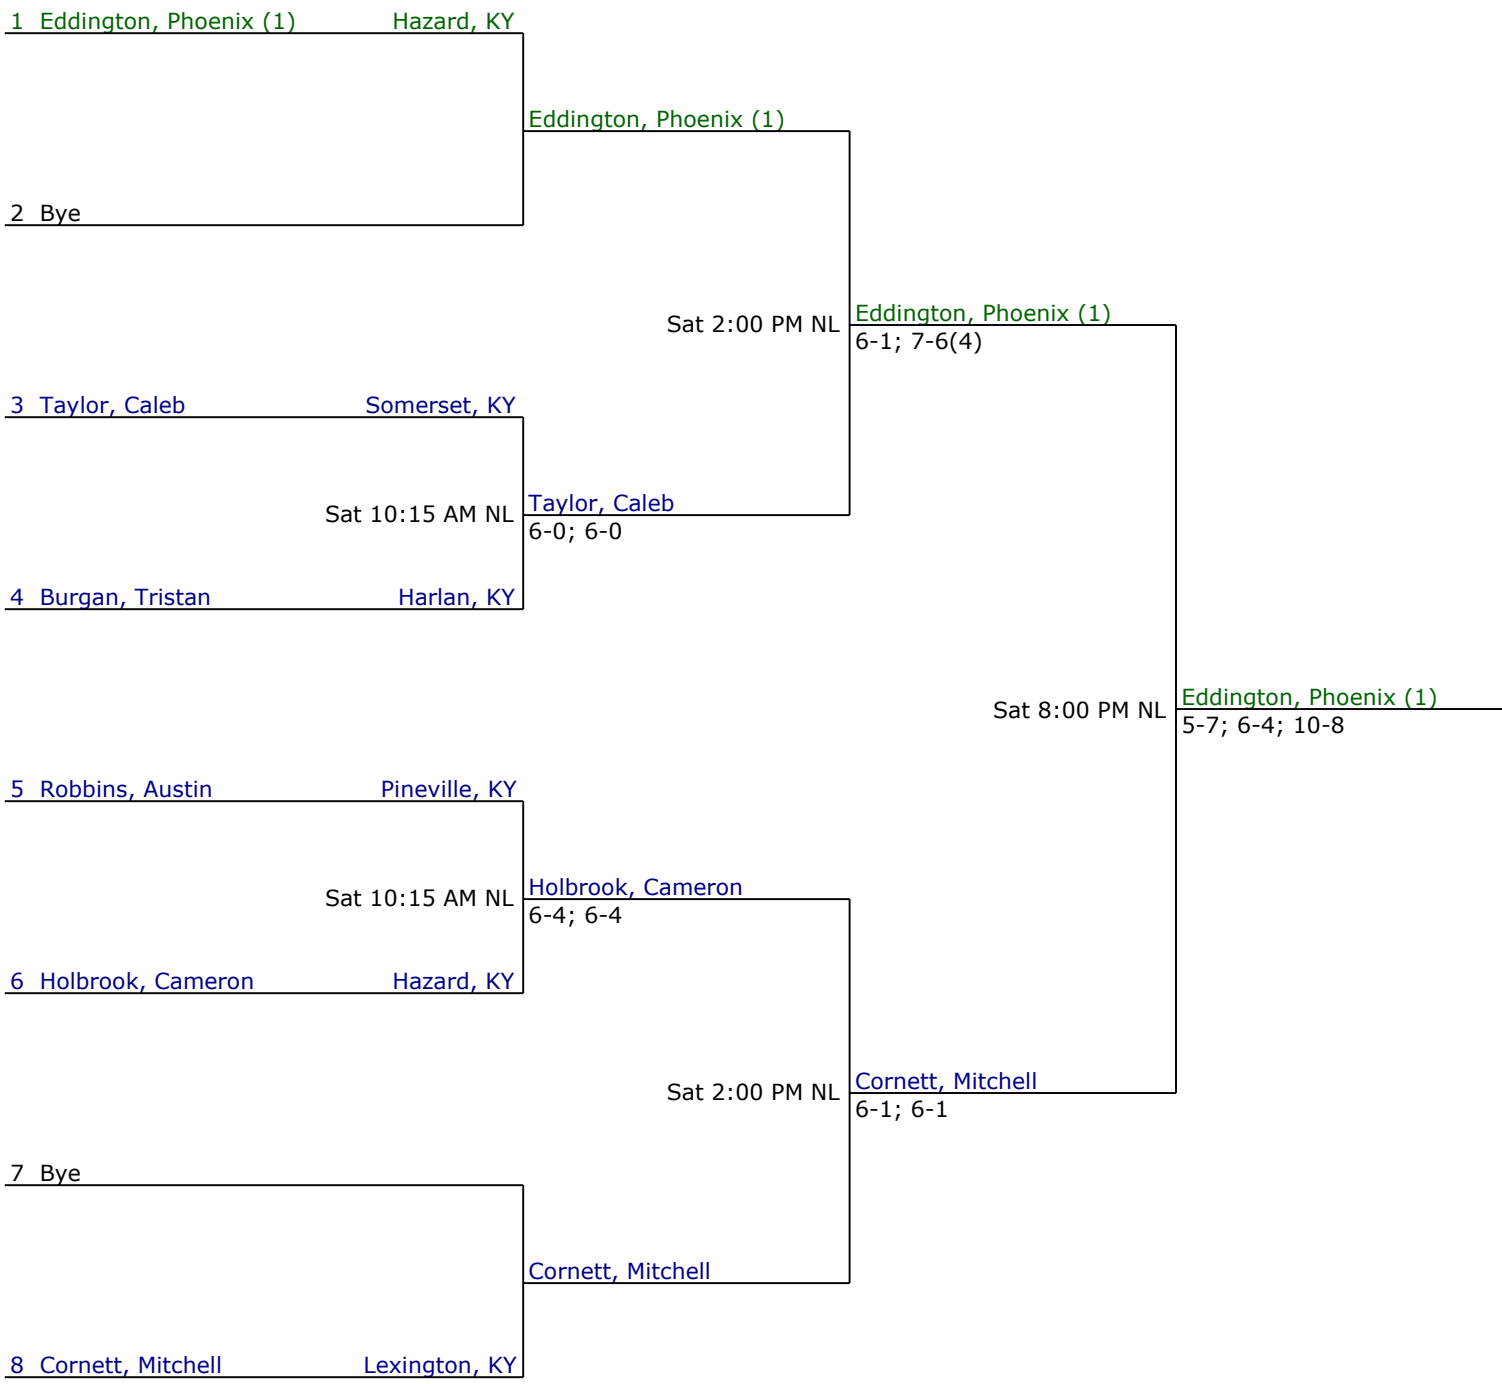 1 Eddington, Phoenix (1) Hazard, KY
Eddington, Phoenix (1)
2 Bye
Sat 2:00 PM NL
Eddington, Phoenix (1)
6-1; 7-6(4)
3 Taylor, Caleb Somerset, KY
Sat 10:15 AM NL
Taylor, Caleb
6-0; 6-0
4 Burgan, Tristan Harlan, KY
Sat 8:00 PM NL
Eddington, Phoenix (1)
5-7; 6-4; 10-8
5 Robbins, Austin Pineville, KY
Sat 10:15 AM NL
Holbrook, Cameron
6-4; 6-4
6 Holbrook, Cameron Hazard, KY
Sat 2:00 PM NL
Cornett, Mitchell
6-1; 6-1
7 Bye
Cornett, Mitchell
8 Cornett, Mitchell Lexington, KY